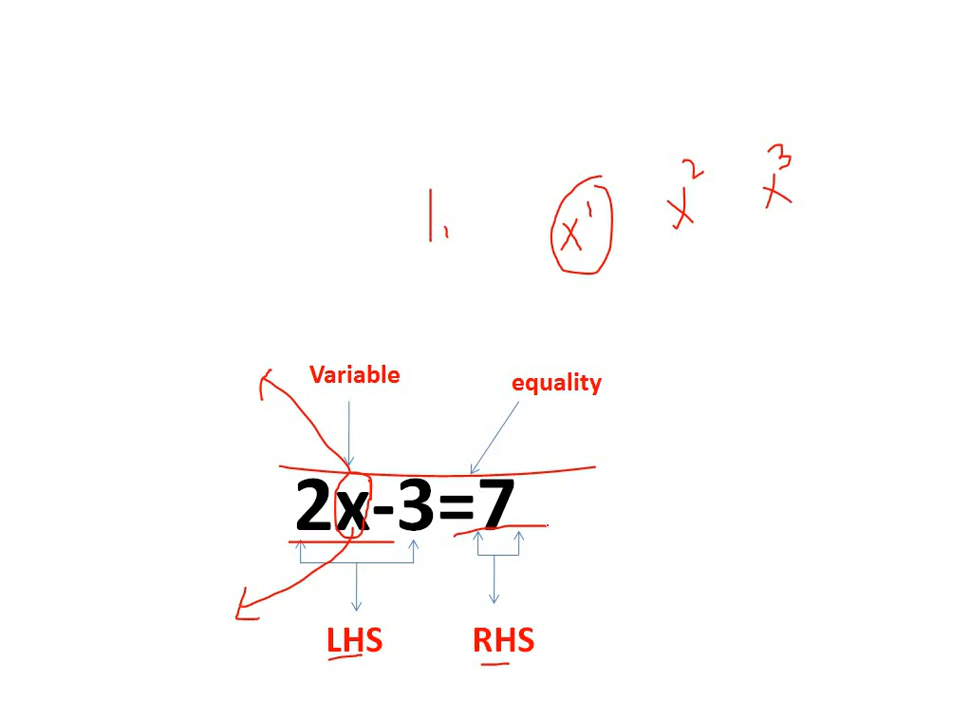 1. x¹ x² x³
Variable equality
2x-3=7
LHS RHS